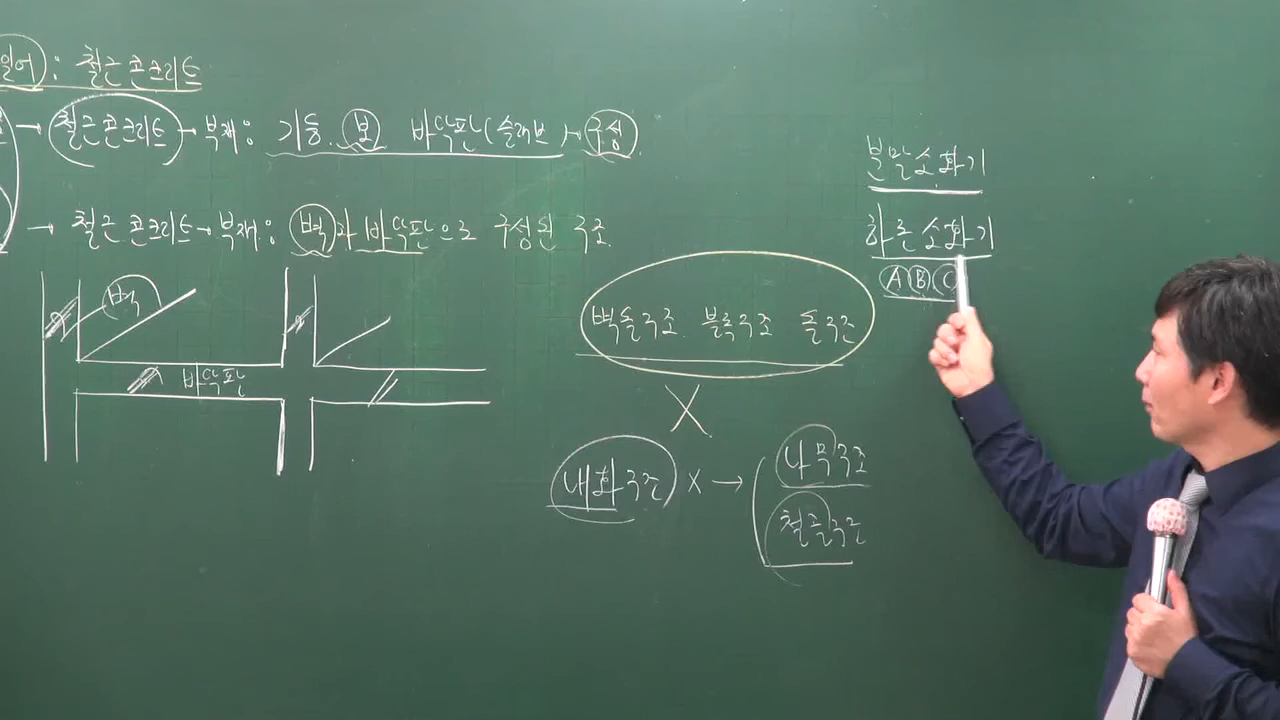 일어 : 철근콘크리트
→ 철근콘크리트 → 부재 : 기둥. 보 바닥판(슬래브)→구성.
→ 철근콘크리트→부재 : 벽과 바닥판으로 구성된 구조.
벽
바닥판
벽돌구조. 블록구조 돌구조
X
내화구조 X →
나무구조
철골구조
분말소화기
하론소화기
A B C